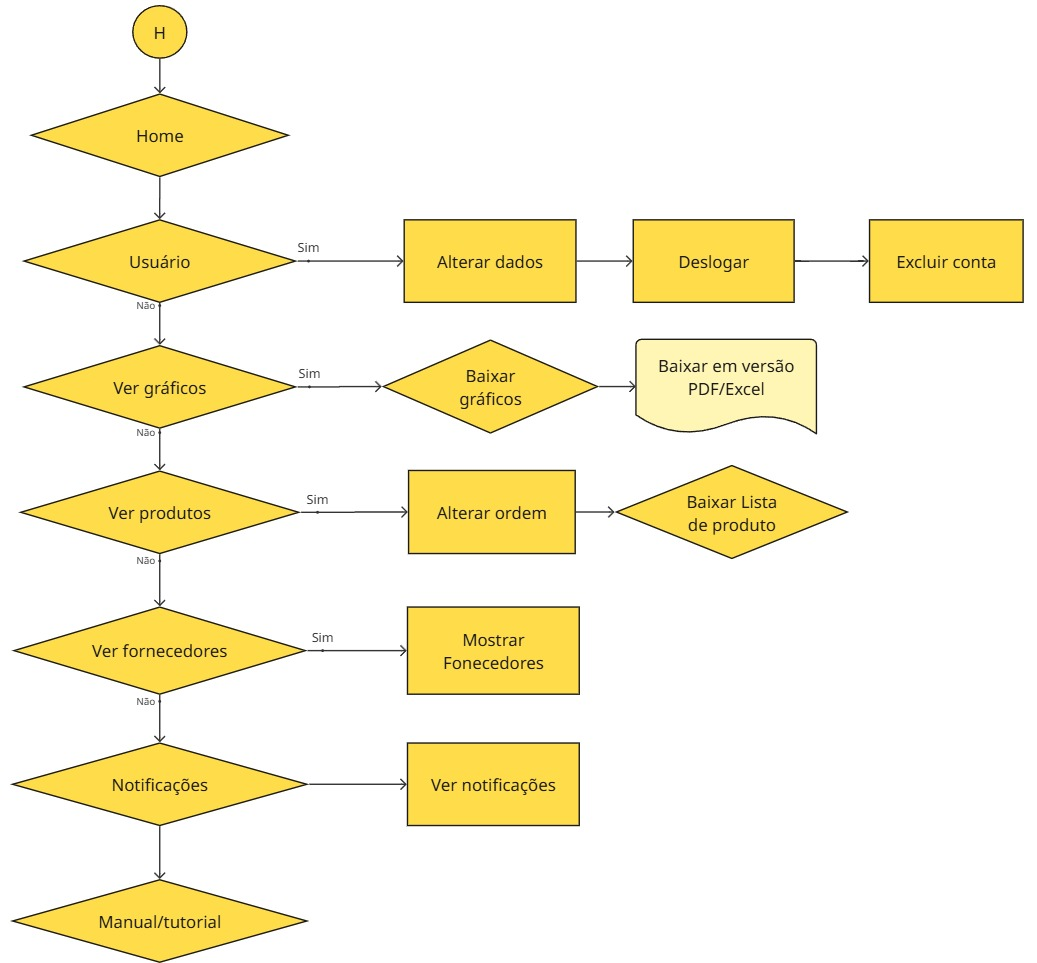 H
Home
Usuário
Sim
Alterar dados
Deslogar
Excluir conta
Não
Ver gráficos
Sim
Baixar
gráficos
Baixar em versão
PDF/Excel
Não
Ver produtos
Sim
Alterar ordem
Baixar Lista
de produto
Não
Ver fornecedores
Sim
Mostrar
Fonecedores
Não
Notificações
Ver notificações
Manual/tutorial